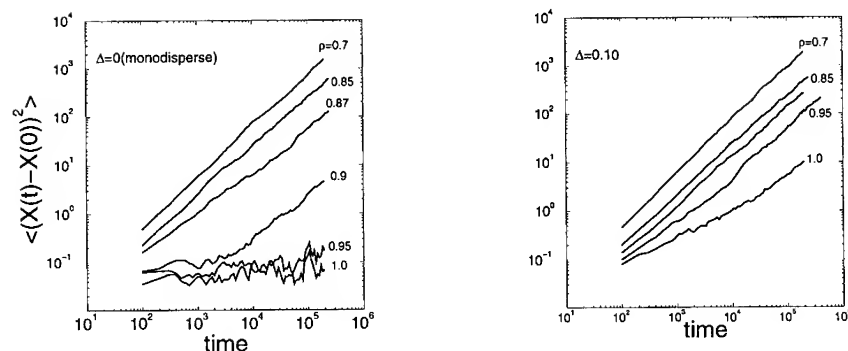 <(X(t)−X(0))²>
10⁴
10³
10²
10¹
10⁰
10⁻¹
10¹ 10² 10³ 10⁴ 10⁵ 10⁶
time
Δ=0(monodisperse)
ρ=0.7
0.85
0.87
0.9
0.95
1.0
10⁴
10³
10²
10¹
10⁰
10⁻¹
10¹ 10² 10³ 10⁴ 10⁵ 10⁶
time
Δ=0.10
ρ=0.7
0.85
0.95
1.0